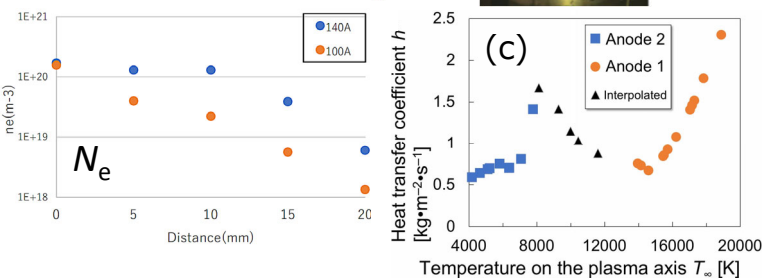 1E+21
1E+20
1E+19
1E+18
ne(m-3)
140A
100A
Nₑ
0
5
10
15
20
Distance(mm)
(c)
Anode 2
Anode 1
Interpolated
2.5
2
1.5
1
0.5
0
Heat transfer coefficient h
[kg•m⁻²•s⁻¹]
4000
8000
12000
16000
20000
Temperature on the plasma axis T∞ [K]